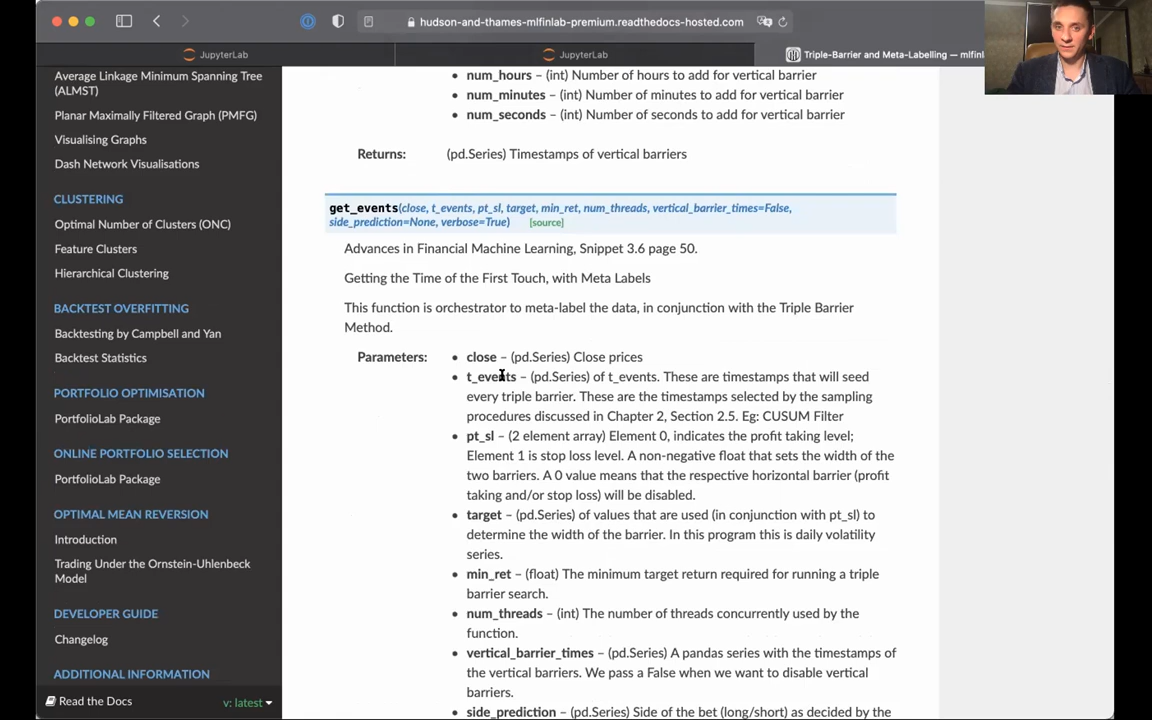 hudson-and-thames-mlfinlab-premium.readthedocs-hosted.com
JupyterLab
JupyterLab
Triple-Barrier and Meta-Labelling — mlfinl
Average Linkage Minimum Spanning Tree
(ALMST)
Planar Maximally Filtered Graph (PMFG)
Visualising Graphs
Dash Network Visualisations
CLUSTERING
Optimal Number of Clusters (ONC)
Feature Clusters
Hierarchical Clustering
BACKTEST OVERFITTING
Backtesting by Campbell and Yan
Backtest Statistics
PORTFOLIO OPTIMISATION
PortfolioLab Package
ONLINE PORTFOLIO SELECTION
PortfolioLab Package
OPTIMAL MEAN REVERSION
Introduction
Trading Under the Ornstein-Uhlenbeck
Model
DEVELOPER GUIDE
Changelog
ADDITIONAL INFORMATION
Read the Docs
v: latest
• num_hours – (int) Number of hours to add for vertical barrier
• num_minutes – (int) Number of minutes to add for vertical barrier
• num_seconds – (int) Number of seconds to add for vertical barrier
Returns: (pd.Series) Timestamps of vertical barriers
get_events(close, t_events, pt_sl, target, min_ret, num_threads, vertical_barrier_times=False,
side_prediction=None, verbose=True) [source]
Advances in Financial Machine Learning, Snippet 3.6 page 50.
Getting the Time of the First Touch, with Meta Labels
This function is orchestrator to meta-label the data, in conjunction with the Triple Barrier
Method.
Parameters: • close – (pd.Series) Close prices
• t_events – (pd.Series) of t_events. These are timestamps that will seed
every triple barrier. These are the timestamps selected by the sampling
procedures discussed in Chapter 2, Section 2.5. Eg: CUSUM Filter
• pt_sl – (2 element array) Element 0, indicates the profit taking level;
Element 1 is stop loss level. A non-negative float that sets the width of the
two barriers. A 0 value means that the respective horizontal barrier (profit
taking and/or stop loss) will be disabled.
• target – (pd.Series) of values that are used (in conjunction with pt_sl) to
determine the width of the barrier. In this program this is daily volatility
series.
• min_ret – (float) The minimum target return required for running a triple
barrier search.
• num_threads – (int) The number of threads concurrently used by the
function.
• vertical_barrier_times – (pd.Series) A pandas series with the timestamps of
the vertical barriers. We pass a False when we want to disable vertical
barriers.
• side_prediction – (pd.Series) Side of the bet (long/short) as decided by the